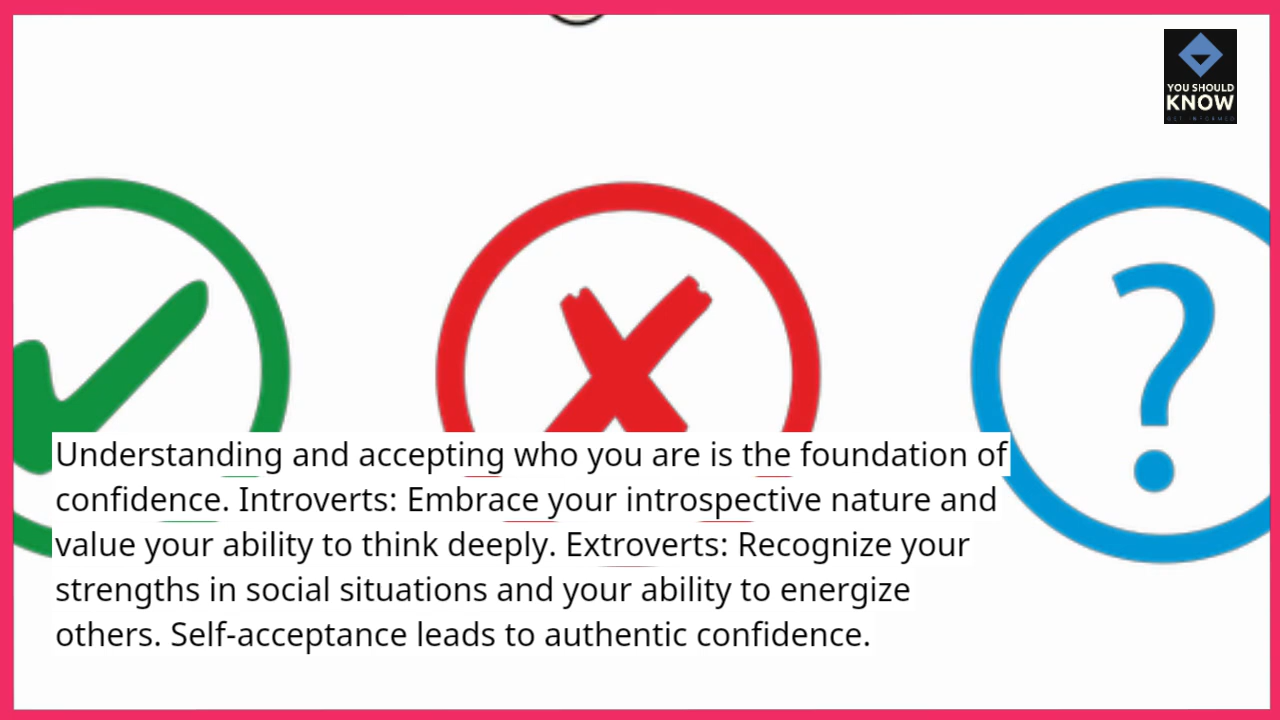 YOU SHOULD
KNOW
GET INFORMED
Understanding and accepting who you are is the foundation of
confidence. Introverts: Embrace your introspective nature and
value your ability to think deeply. Extroverts: Recognize your
strengths in social situations and your ability to energize
others. Self-acceptance leads to authentic confidence.